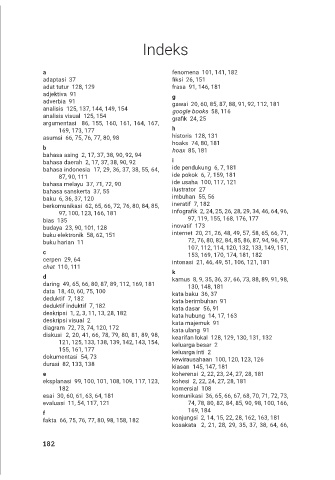 Indeks
a
adaptasi 37
adat tutur 128, 129
adjektiva 91
adverbia 91
analisis 125, 137, 144, 149, 154
analisis visual 125, 154
argumentasi 86, 155, 160, 161, 164, 167,
169, 173, 177
asumsi 66, 75, 76, 77, 80, 98
b
bahasa asing 2, 17, 37, 38, 90, 92, 94
bahasa daerah 2, 17, 37, 38, 90, 92
bahasa indonesia 17, 29, 36, 37, 38, 55, 64,
87, 90, 111
bahasa melayu 37, 71, 72, 90
bahasa sanskerta 37, 55
baku 6, 36, 37, 120
berkomunikasi 62, 65, 66, 72, 76, 80, 84, 85,
97, 100, 123, 166, 181
bias 135
budaya 23, 90, 101, 128
buku elektronik 58, 62, 151
buku harian 11
c
cerpen 29, 64
chat 110, 111
d
daring 49, 65, 66, 80, 87, 89, 112, 169, 181
data 18, 40, 60, 75, 100
deduktif 7, 182
deduktif induktif 7, 182
deskripsi 1, 2, 3, 11, 13, 28, 182
deskripsi visual 2
diagram 72, 73, 74, 120, 172
diskusi 2, 20, 41, 66, 78, 79, 80, 81, 89, 98,
121, 125, 133, 138, 139, 142, 143, 154,
155, 161, 177
dokumentasi 54, 73
durasi 82, 133, 138
e
eksplanasi 99, 100, 101, 108, 109, 117, 123,
182
esai 30, 60, 61, 63, 64, 181
evaluasi 11, 54, 117, 121
f
fakta 66, 75, 76, 77, 80, 98, 158, 182
fenomena 101, 141, 182
fiksi 26, 151
frasa 91, 146, 181
g
gawai 20, 60, 85, 87, 88, 91, 92, 112, 181
google books 58, 116
grafik 24, 25
h
historis 128, 131
hoaks 74, 80, 181
hoax 85, 181
i
ide pendukung 6, 7, 181
ide pokok 6, 7, 159, 181
ide usaha 100, 117, 121
ilustrator 27
imbuhan 55, 56
inversif 7, 182
infografik 2, 24, 25, 26, 28, 29, 34, 46, 64, 96,
97, 119, 155, 168, 176, 177
inovatif 173
internet 20, 21, 26, 48, 49, 57, 58, 65, 66, 71,
72, 76, 80, 82, 84, 85, 86, 87, 94, 96, 97,
107, 112, 114, 120, 132, 133, 149, 151,
153, 169, 170, 174, 181, 182
intonasi 21, 46, 49, 51, 106, 121, 181
k
kamus 8, 9, 35, 36, 37, 66, 73, 88, 89, 91, 98,
130, 148, 181
kata baku 36, 37
kata berimbuhan 91
kata dasar 56, 91
kata hubung 14, 17, 163
kata majemuk 91
kata ulang 91
kearifan lokal 128, 129, 130, 131, 132
keluarga besar 2
keluarga inti 2
kewirausahaan 100, 120, 123, 126
kiasan 145, 147, 181
koherensi 2, 22, 23, 24, 27, 28, 181
kohesi 2, 22, 24, 27, 28, 181
komersial 108
komunikasi 36, 65, 66, 67, 68, 70, 71, 72, 73,
74, 78, 80, 82, 84, 85, 90, 98, 100, 166,
169, 184
konjungsi 2, 14, 15, 22, 28, 162, 163, 181
kosakata 2, 21, 28, 29, 35, 37, 38, 64, 66,
182